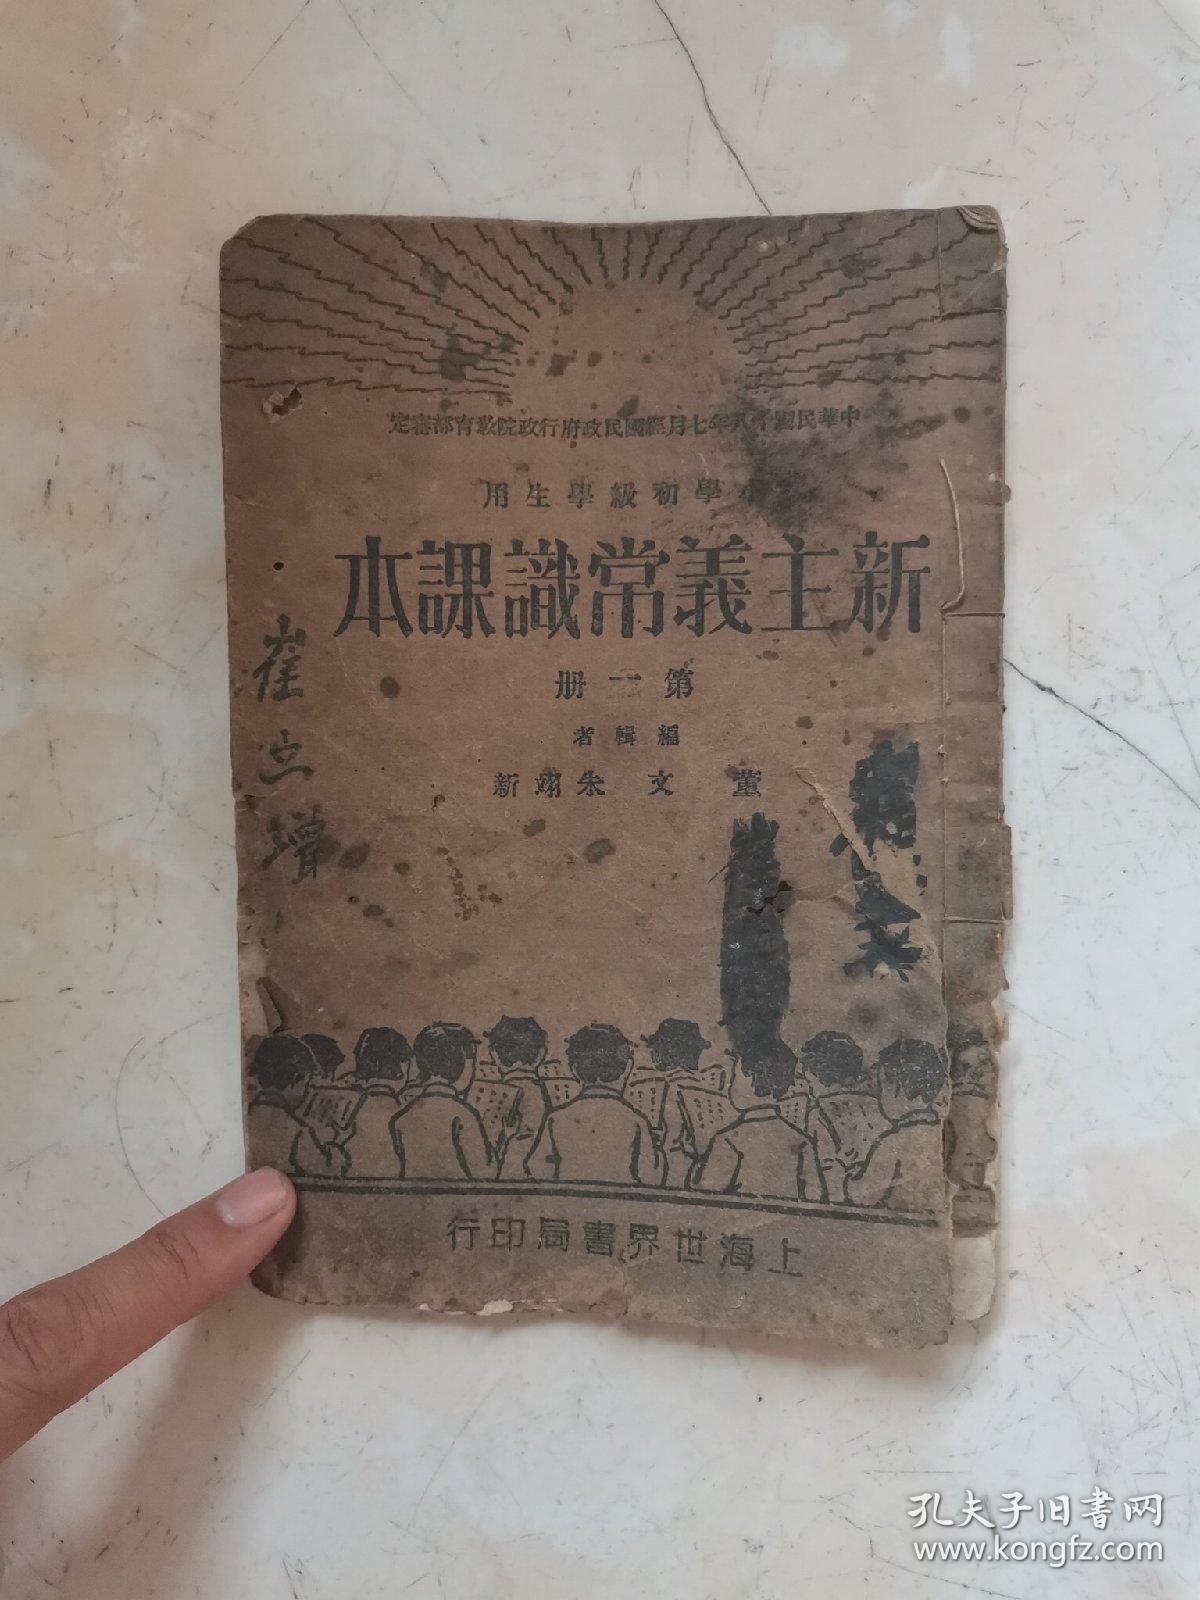 中華民國十八年七月經國民政府行政院教育部審定
小學初級學生用
新主義常識課本
第一册
編輯者
董文 朱翊新
崔立增
上海世界書局印行
孔夫子旧书网
www.kongfz.com